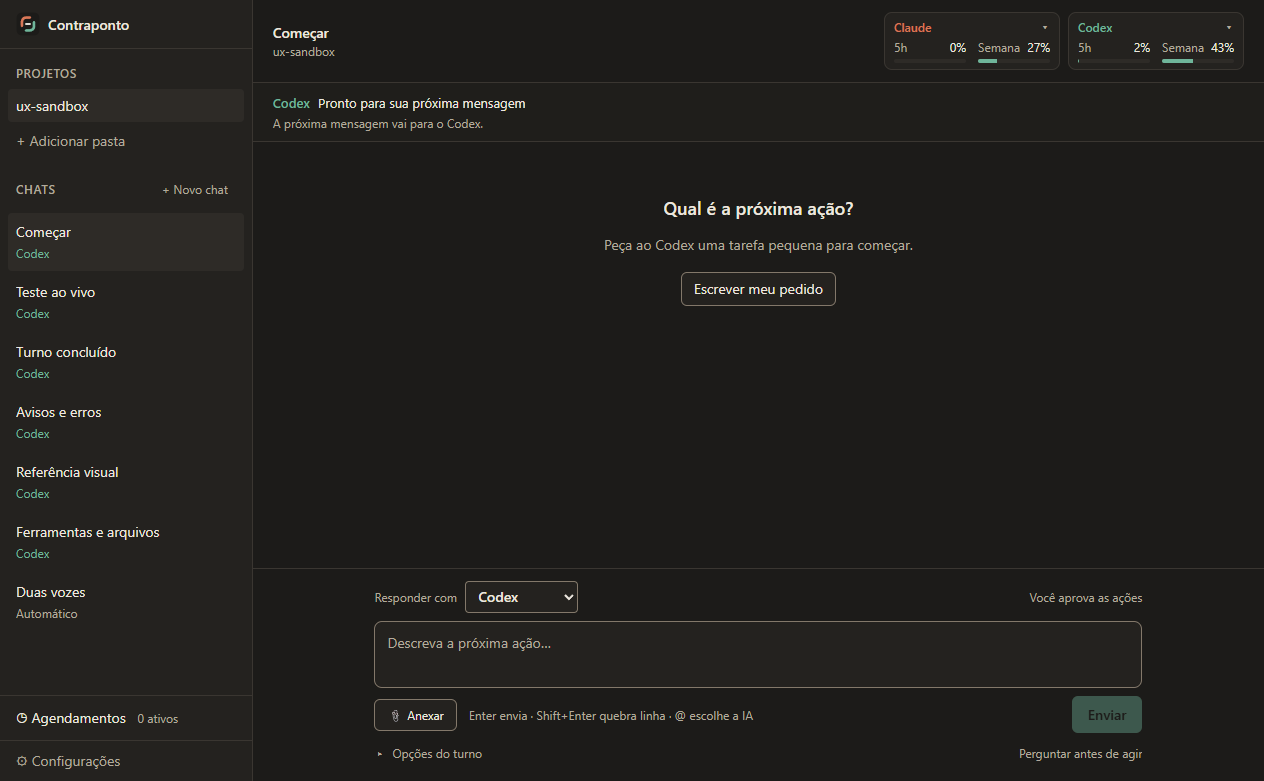 Contraponto
PROJETOS
ux-sandbox
+ Adicionar pasta
CHATS
+ Novo chat
Começar
Codex
Teste ao vivo
Codex
Turno concluído
Codex
Avisos e erros
Codex
Referência visual
Codex
Ferramentas e arquivos
Codex
Duas vozes
Automático
Agendamentos 0 ativos
Configurações
Começar
ux-sandbox
Claude
5h 0% Semana 27%
Codex
5h 2% Semana 43%
Codex Pronto para sua próxima mensagem
A próxima mensagem vai para o Codex.
Qual é a próxima ação?
Peça ao Codex uma tarefa pequena para começar.
Escrever meu pedido
Responder com Codex
Você aprova as ações
Descreva a próxima ação...
Anexar
Enter envia · Shift+Enter quebra linha · @ escolhe a IA
Enviar
Opções do turno
Perguntar antes de agir